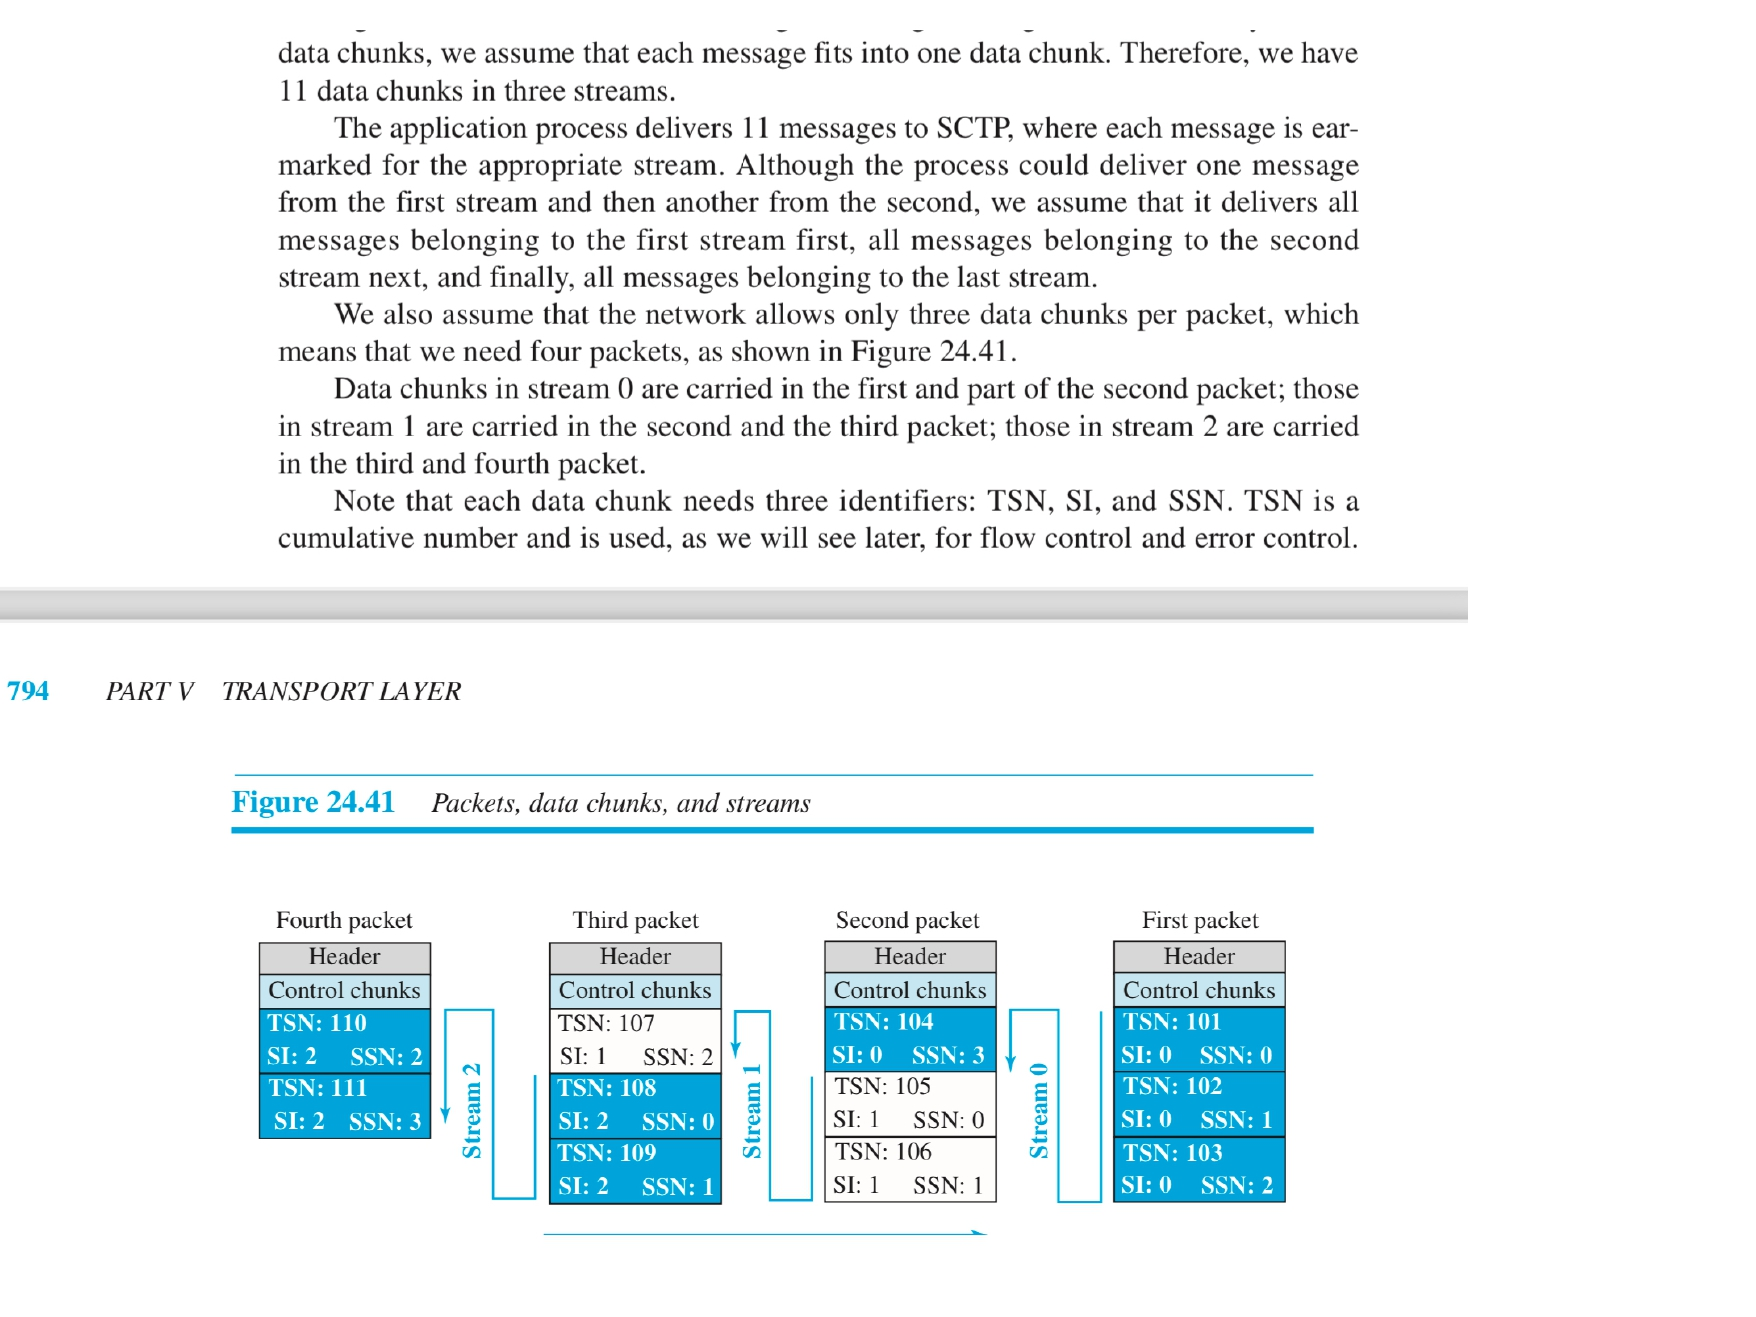 data chunks, we assume that each message fits into one data chunk. Therefore, we have
11 data chunks in three streams.
The application process delivers 11 messages to SCTP, where each message is ear-
marked for the appropriate stream. Although the process could deliver one message
from the first stream and then another from the second, we assume that it delivers all
messages belonging to the first stream first, all messages belonging to the second
stream next, and finally, all messages belonging to the last stream.
We also assume that the network allows only three data chunks per packet, which
means that we need four packets, as shown in Figure 24.41.
Data chunks in stream 0 are carried in the first and part of the second packet; those
in stream 1 are carried in the second and the third packet; those in stream 2 are carried
in the third and fourth packet.
Note that each data chunk needs three identifiers: TSN, SI, and SSN. TSN is a
cumulative number and is used, as we will see later, for flow control and error control.
794 PART V TRANSPORT LAYER
Figure 24.41 Packets, data chunks, and streams
Fourth packet
Header
Control chunks
TSN: 110
SI: 2 SSN: 2
TSN: 111
SI: 2 SSN: 3
Stream 2
Third packet
Header
Control chunks
TSN: 107
SI: 1 SSN: 2
TSN: 108
SI: 2 SSN: 0
TSN: 109
SI: 2 SSN: 1
Stream 1
Second packet
Header
Control chunks
TSN: 104
SI: 0 SSN: 3
TSN: 105
SI: 1 SSN: 0
TSN: 106
SI: 1 SSN: 1
Stream 0
First packet
Header
Control chunks
TSN: 101
SI: 0 SSN: 0
TSN: 102
SI: 0 SSN: 1
TSN: 103
SI: 0 SSN: 2